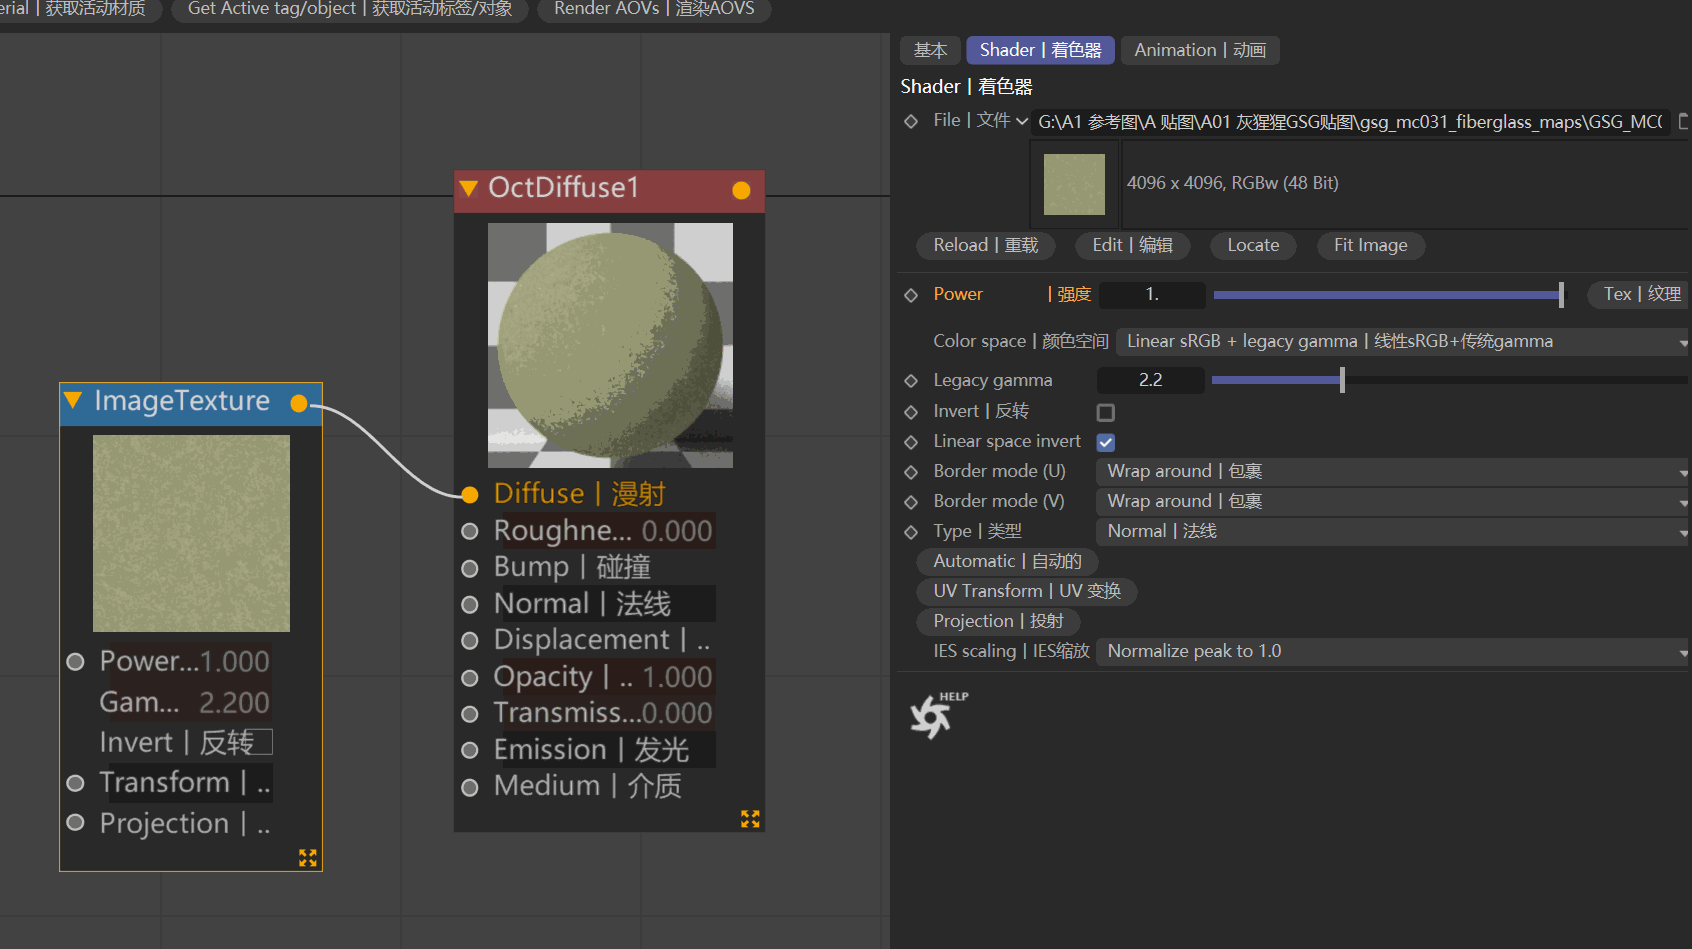 erial | 获取活动材质
Get Active tag/object | 获取活动标签/对象
Render AOVs | 渲染AOVS
基本
Shader | 着色器
Animation | 动画
Shader | 着色器
File | 文件
G:\A1 参考图\A 贴图\A01 灰猩猩GSG贴图\gsg_mc031_fiberglass_maps\GSG_MC0
4096 x 4096, RGBw (48 Bit)
Reload | 重载
Edit | 编辑
Locate
Fit Image
Power | 强度
1.
Tex | 纹理
Color space | 颜色空间
Linear sRGB + legacy gamma | 线性sRGB+传统gamma
Legacy gamma
2.2
Invert | 反转
Linear space invert
Border mode (U)
Wrap around | 包裹
Border mode (V)
Wrap around | 包裹
Type | 类型
Normal | 法线
Automatic | 自动的
UV Transform | UV 变换
Projection | 投射
IES scaling | IES缩放
Normalize peak to 1.0
HELP
OctDiffuse1
Diffuse | 漫射
Roughne... 0.000
Bump | 碰撞
Normal | 法线
Displacement | ..
Opacity | .. 1.000
Transmiss...0.000
Emission | 发光
Medium | 介质
ImageTexture
Power...1.000
Gam... 2.200
Invert | 反转
Transform | ..
Projection | ..